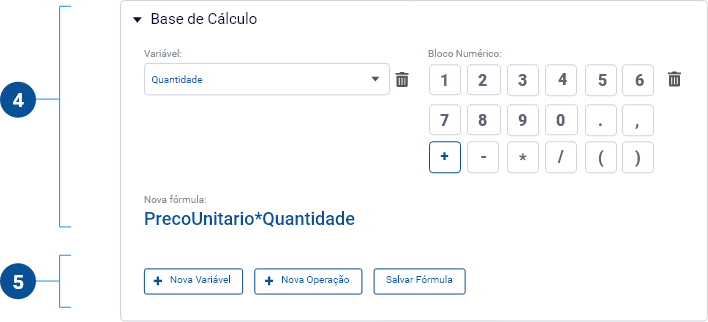 Base de Cálculo
Variável:
Quantidade
Bloco Numérico:
1 2 3 4 5 6
7 8 9 0 . ,
+ - * / ( )
4
Nova fórmula:
PrecoUnitario*Quantidade
5
+ Nova Variável + Nova Operação Salvar Fórmula